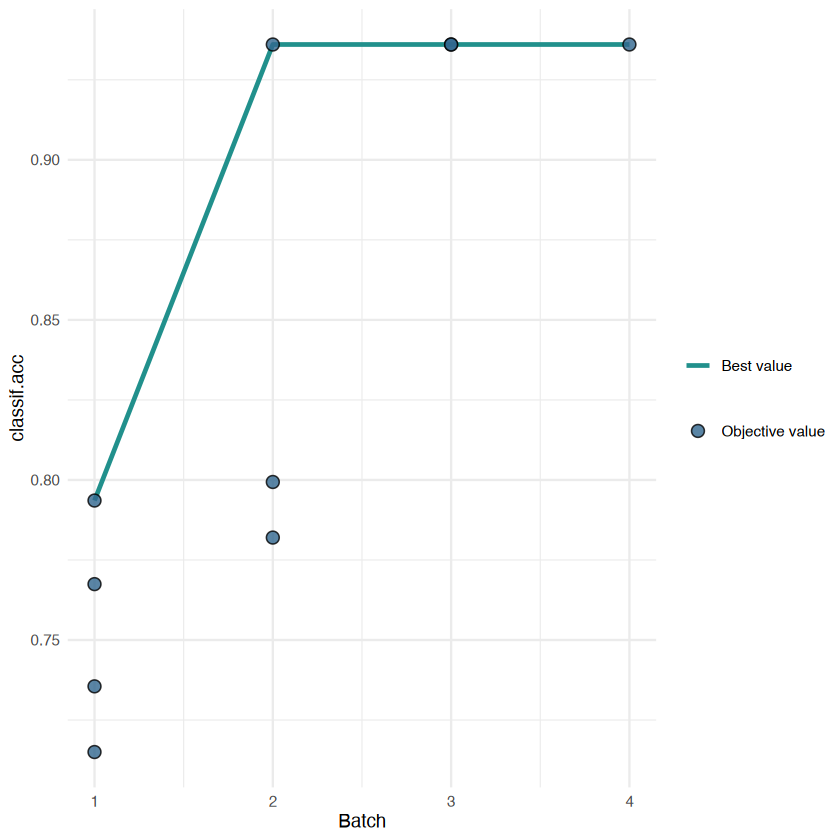 classif.acc
0.90
0.85
0.80
0.75
1 2 3 4
Batch
Best value
Objective value